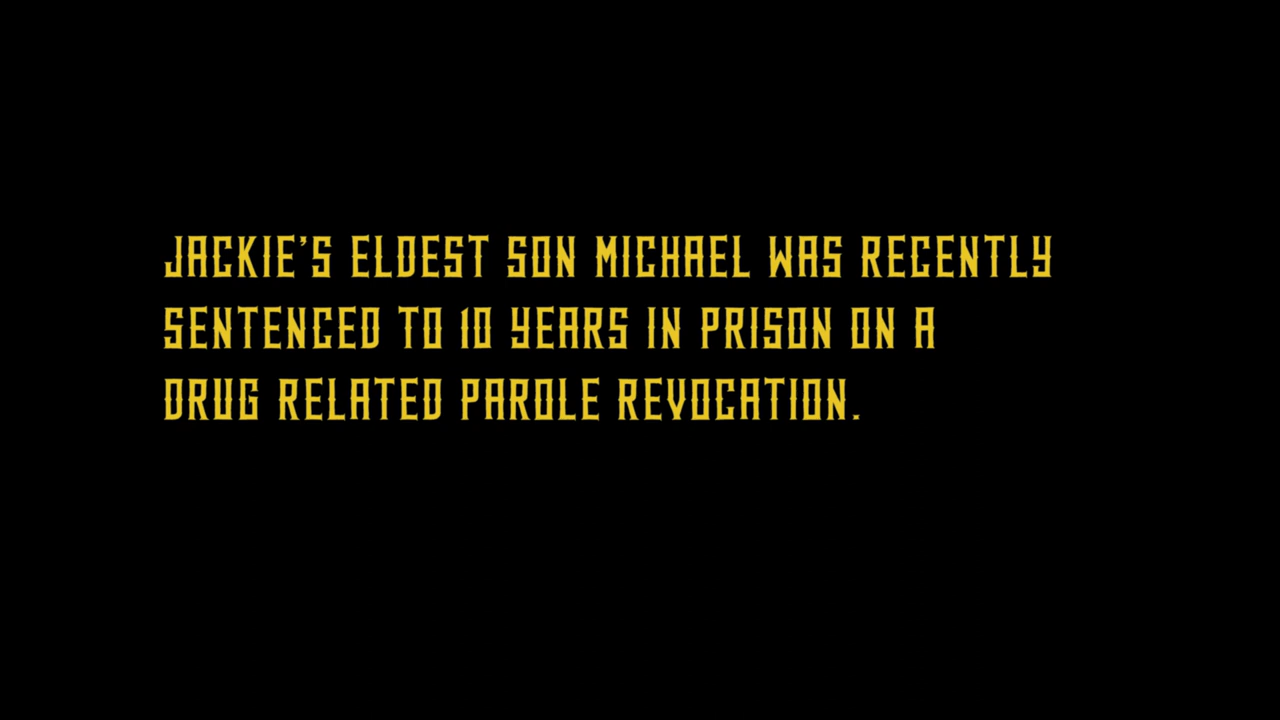 JACKIE'S ELDEST SON MICHAEL WAS RECENTLY
SENTENCED TO 10 YEARS IN PRISON ON A
DRUG RELATED PAROLE REVOCATION.